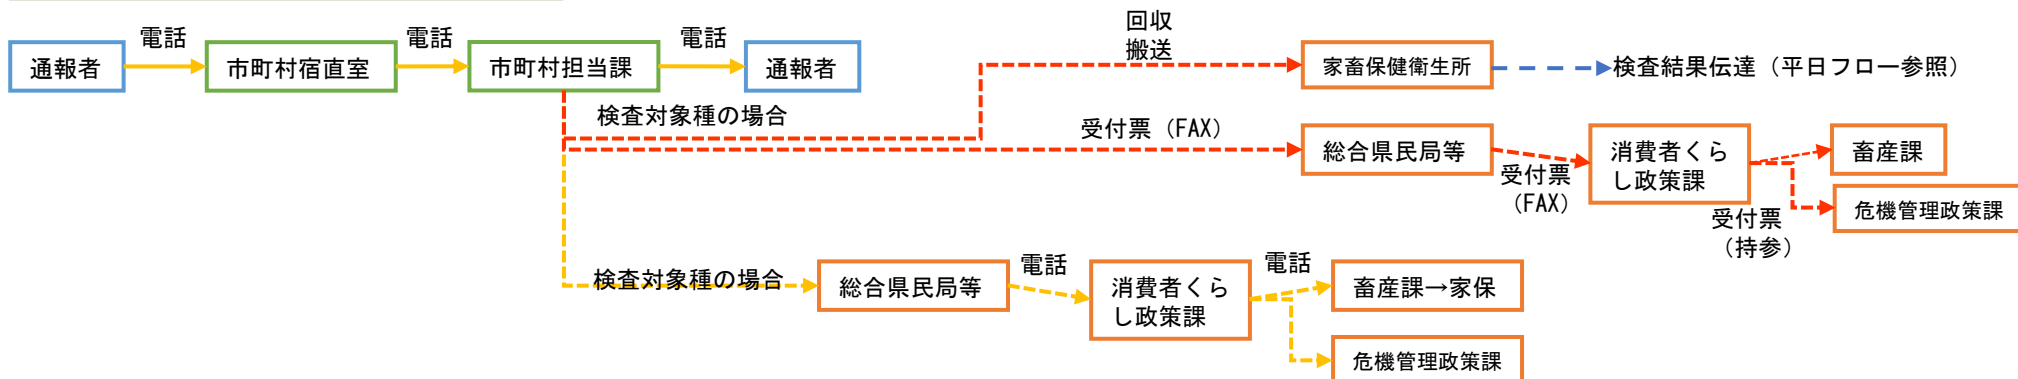 電話
電話
電話
通報者
市町村宿直室
市町村担当課
通報者
回収
搬送
家畜保健衛生所
検査結果伝達（平日フロー参照）
検査対象種の場合
受付票（FAX）
総合県民局等
受付票
（FAX）
消費者くら
し政策課
畜産課
受付票
（持参）
危機管理政策課
検査対象種の場合
総合県民局等
電話
消費者くら
し政策課
電話
畜産課→家保
危機管理政策課